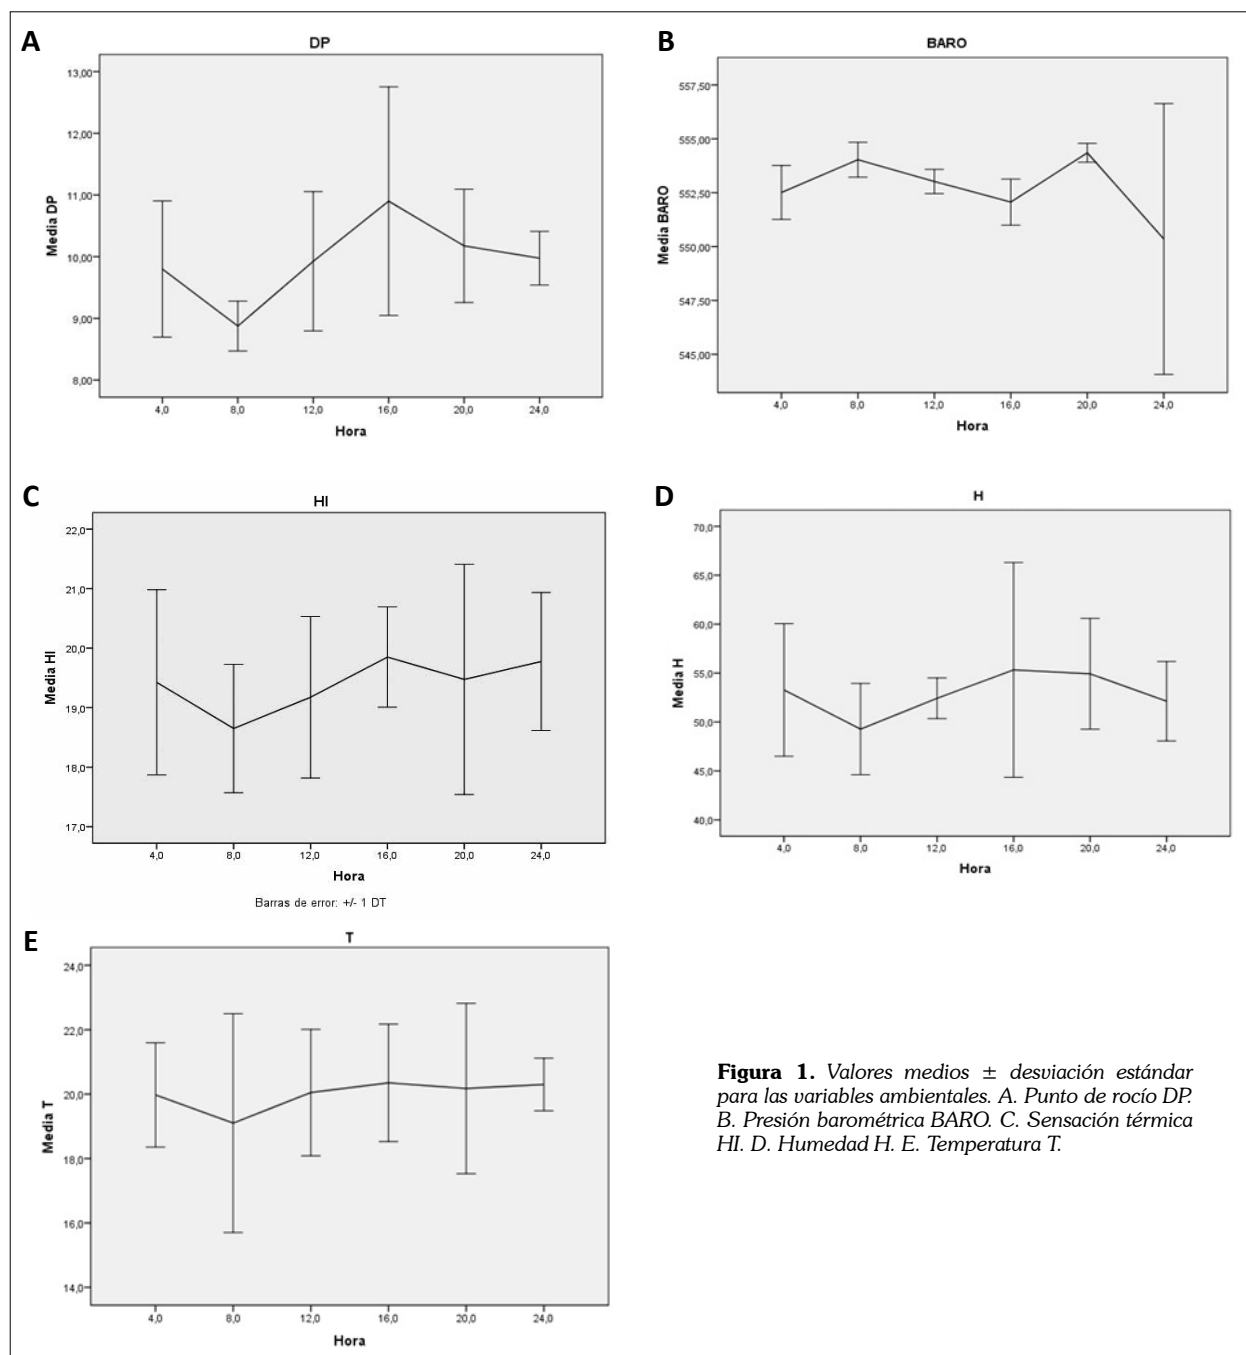 A
DP
Media DP
13,00
12,00
11,00
10,00
9,00
8,00
4,0 8,0 12,0 16,0 20,0 24,0
Hora
B
BARO
Media BARO
557,50
555,00
552,50
550,00
547,50
545,00
4,0 8,0 12,0 16,0 20,0 24,0
Hora
C
HI
Media HI
22,0
21,0
20,0
19,0
18,0
17,0
4,0 8,0 12,0 16,0 20,0 24,0
Hora
Barras de error: +/- 1 DT
D
H
Media H
70,0
65,0
60,0
55,0
50,0
45,0
40,0
4,0 8,0 12,0 16,0 20,0 24,0
Hora
E
T
Media T
24,0
22,0
20,0
18,0
16,0
14,0
4,0 8,0 12,0 16,0 20,0 24,0
Hora
Figura 1. Valores medios ± desviación estándar
para las variables ambientales. A. Punto de rocío DP.
B. Presión barométrica BARO. C. Sensación térmica
HI. D. Humedad H. E. Temperatura T.